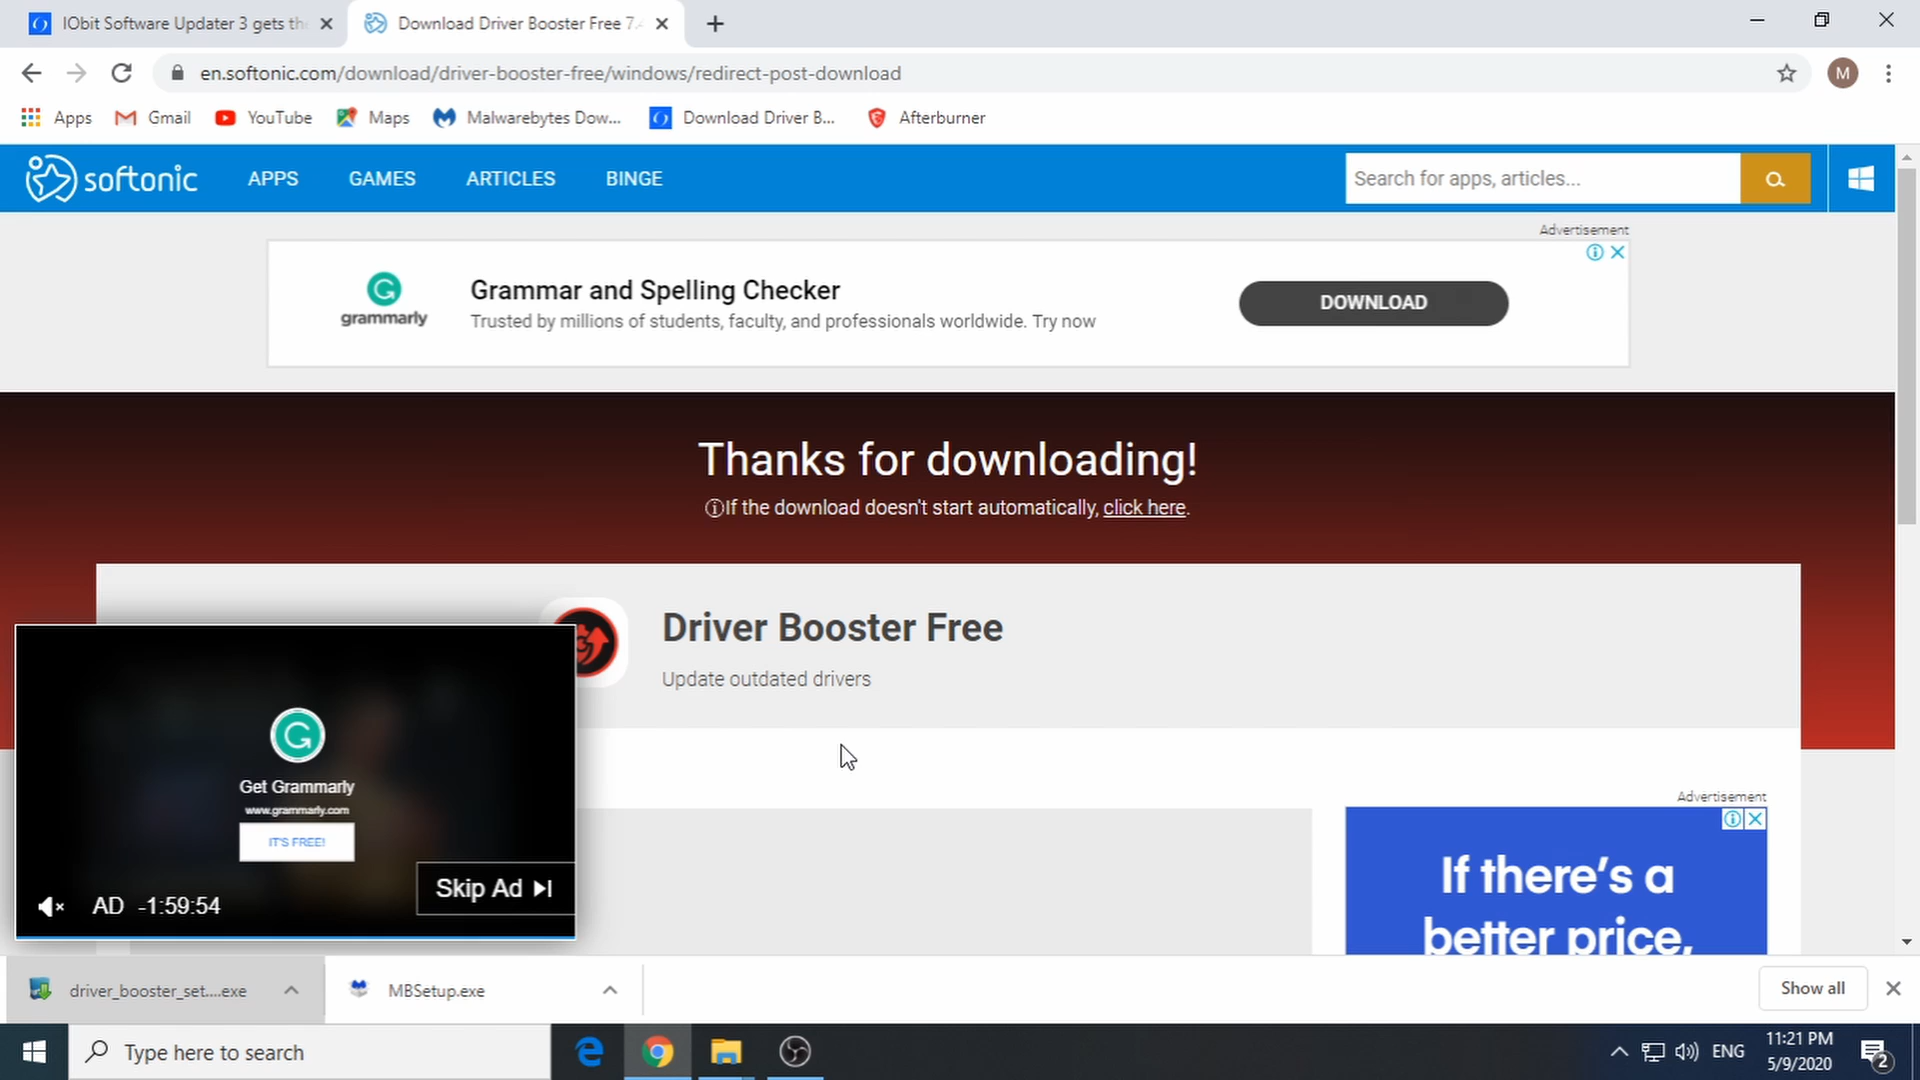 IObit Software Updater 3 gets th
Download Driver Booster Free 7.4
en.softonic.com/download/driver-booster-free/windows/redirect-post-download
M
Apps
Gmail
YouTube
Maps
Malwarebytes Dow...
Download Driver B...
Afterburner
softonic
APPS
GAMES
ARTICLES
BINGE
Search for apps, articles...
Advertisement
grammarly
Grammar and Spelling Checker
Trusted by millions of students, faculty, and professionals worldwide. Try now
DOWNLOAD
Thanks for downloading!
If the download doesn't start automatically, click here.
Driver Booster Free
Update outdated drivers
Get Grammarly
www.grammarly.com
IT'S FREE!
Skip Ad
AD -1:59:54
Advertisement
If there's a
better price,
driver_booster_set....exe
MBSetup.exe
Show all
Type here to search
ENG
11:21 PM
5/9/2020
2